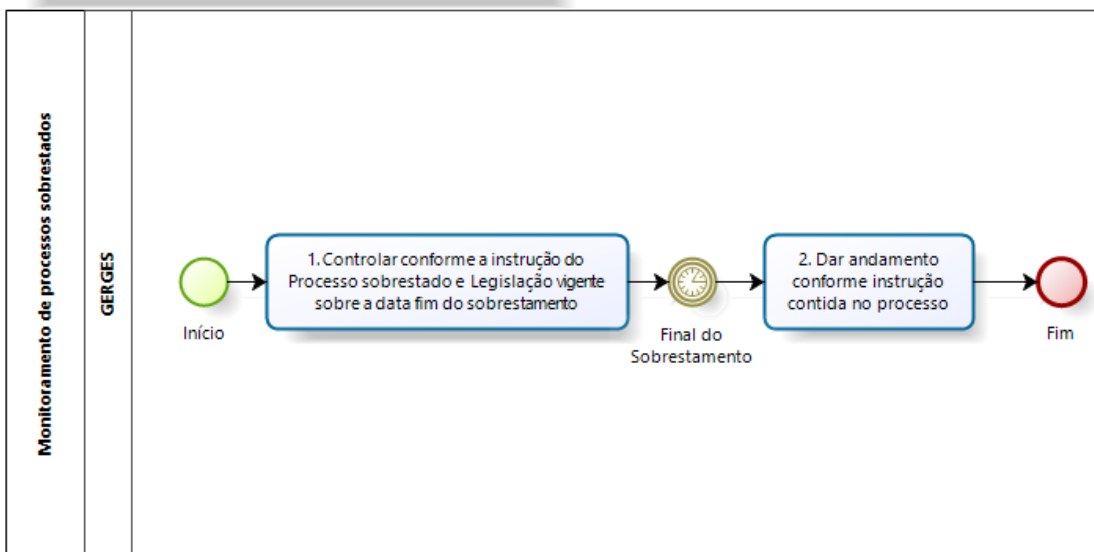 Monitoramento de processos sobrestados
GERGES
Início
1. Controlar conforme a instrução do
Processo sobrestado e Legislação vigente
sobre a data fim do sobrestamento
Final do
Sobrestamento
2. Dar andamento
conforme instrução
contida no processo
Fim